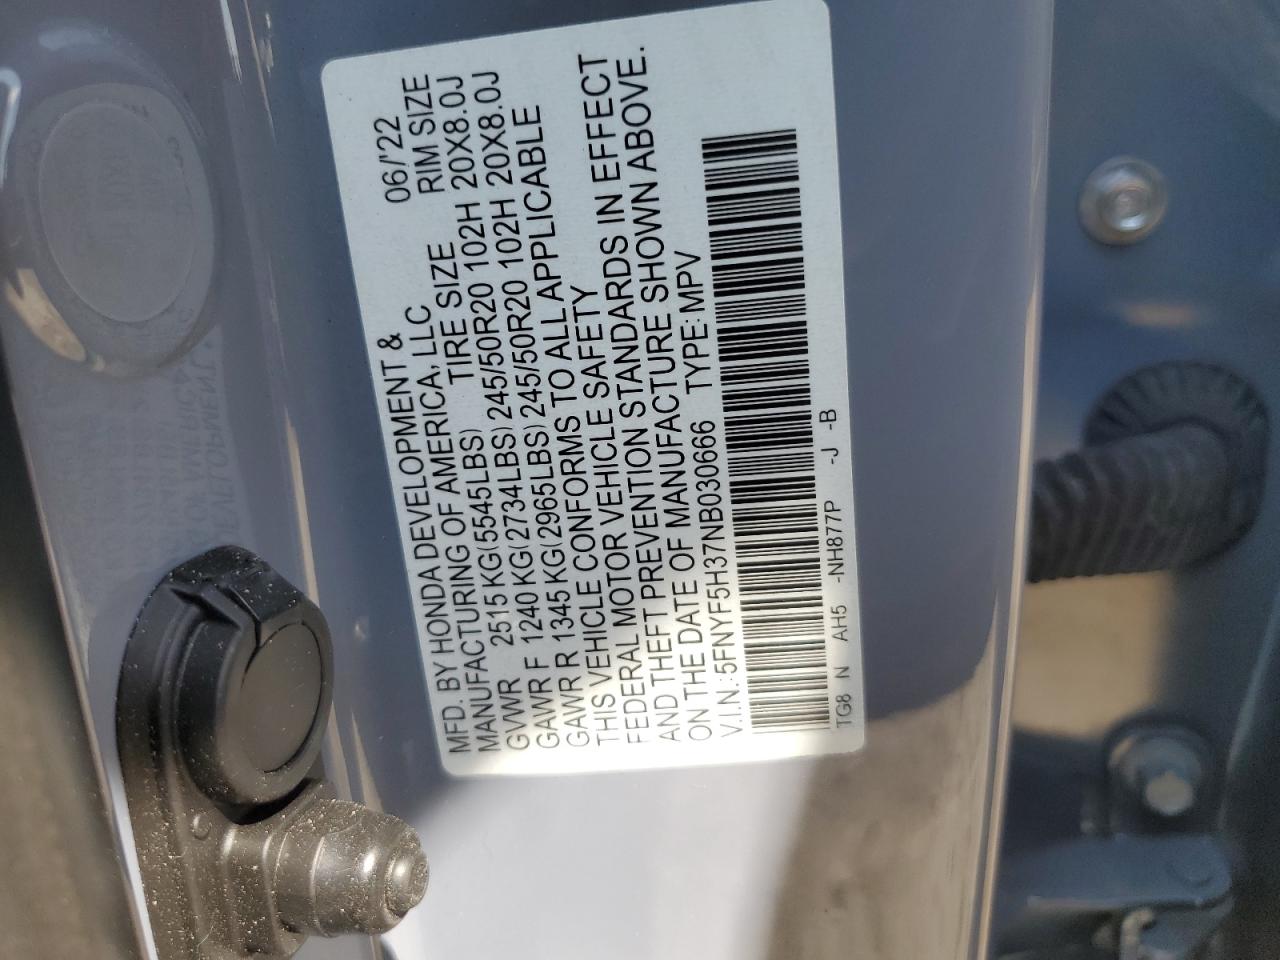 MFD. BY HONDA DEVELOPMENT & 06/'22
MANUFACTURING OF AMERICA, LLC
TIRE SIZE RIM SIZE
GVWR 2515 KG(5545LBS)
GAWR F 1240 KG(2734LBS) 245/50R20 102H 20X8.0J
GAWR R 1345 KG(2965LBS) 245/50R20 102H 20X8.0J
THIS VEHICLE CONFORMS TO ALL APPLICABLE
FEDERAL MOTOR VEHICLE SAFETY
AND THEFT PREVENTION STANDARDS IN EFFECT
ON THE DATE OF MANUFACTURE SHOWN ABOVE.
V.I.N.:5FNYF5H37NB030666 TYPE:MPV
TG8 N AH5 -NH877P -J -B